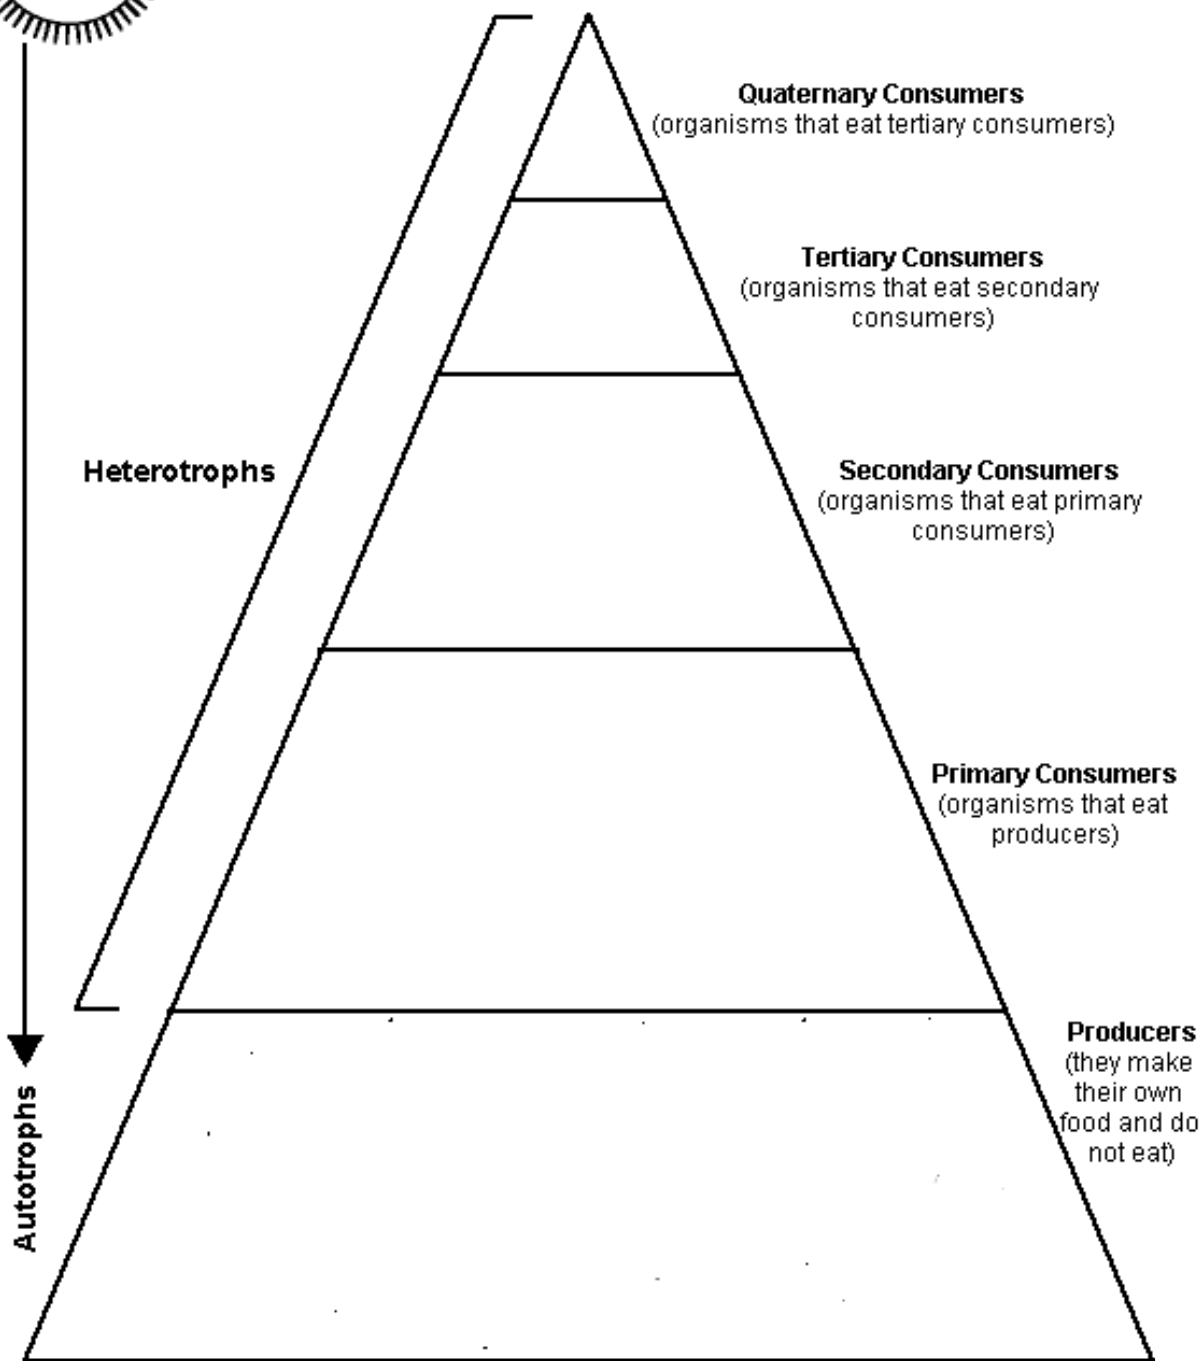 Quaternary Consumers
(organisms that eat tertiary consumers)
Tertiary Consumers
(organisms that eat secondary
consumers)
Heterotrophs
Secondary Consumers
(organisms that eat primary
consumers)
Primary Consumers
(organisms that eat
producers)
Producers
(they make
their own
food and do
not eat)
Autotrophs